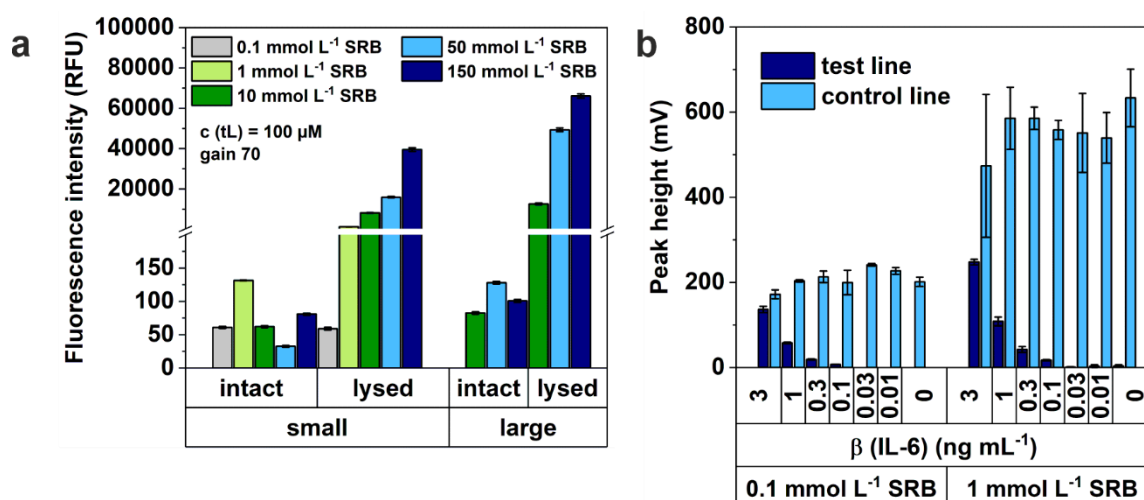 a
Fluorescence intensity (RFU)
100000
80000
60000
40000
20000
150
100
50
0
0.1 mmol L⁻¹ SRB
1 mmol L⁻¹ SRB
10 mmol L⁻¹ SRB
50 mmol L⁻¹ SRB
150 mmol L⁻¹ SRB
c (tL) = 100 µM
gain 70
intact lysed intact lysed
small large
b
Peak height (mV)
800
600
400
200
0
test line
control line
3 1 0.3 0.1 0.03 0.01 0 3 1 0.3 0.1 0.03 0.01 0
β (IL-6) (ng mL⁻¹)
0.1 mmol L⁻¹ SRB 1 mmol L⁻¹ SRB